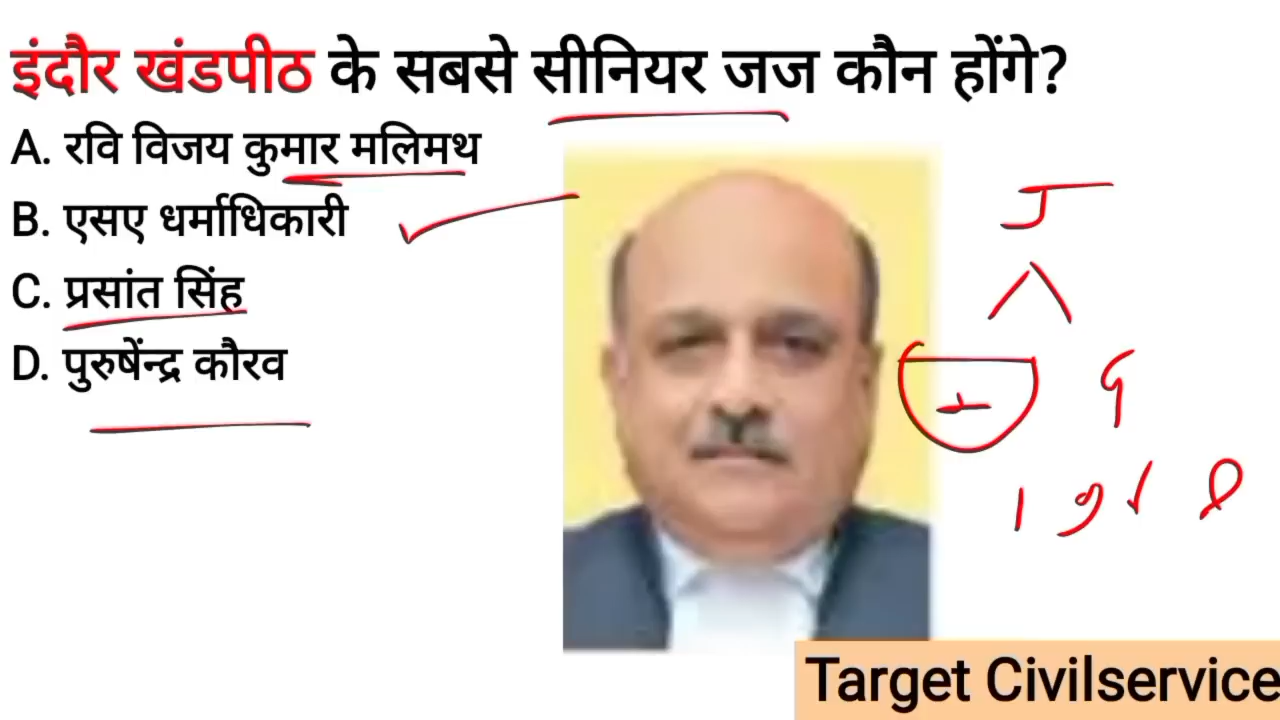 इंदौर खंडपीठ के सबसे सीनियर जज कौन होंगे?
A. रवि विजय कुमार मलिमथ
B. एसए धर्माधिकारी
C. प्रसांत सिंह
D. पुरुषेंन्द्र कौरव
J
Target Civilservice